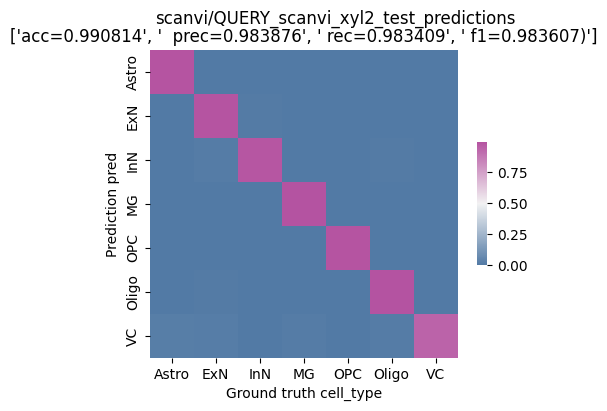 scanvi/QUERY_scanvi_xyl2_test_predictions
['acc=0.990814', '  prec=0.983876', ' rec=0.983409', ' f1=0.983607)']
Prediction pred
Astro
ExN
InN
MG
OPC
Oligo
VC
0.75
0.50
0.25
0.00
Astro ExN InN MG OPC Oligo VC
Ground truth cell_type